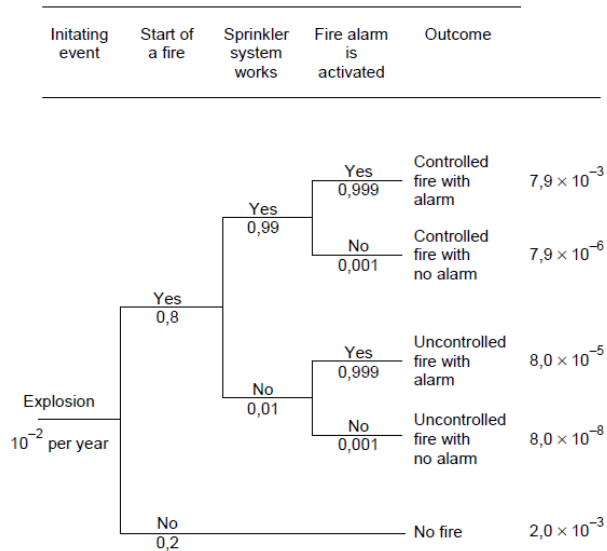 Initating event
Start of a fire
Sprinkler system works
Fire alarm is activated
Outcome
Yes
0,999
Controlled fire with alarm
7,9 × 10⁻³
Yes
0,99
No
0,001
Controlled fire with no alarm
7,9 × 10⁻⁶
Yes
0,8
Yes
0,999
Uncontrolled fire with alarm
8,0 × 10⁻⁵
No
0,01
Explosion
10⁻² per year
No
0,001
Uncontrolled fire with no alarm
8,0 × 10⁻⁸
No
0,2
No fire
2,0 × 10⁻³